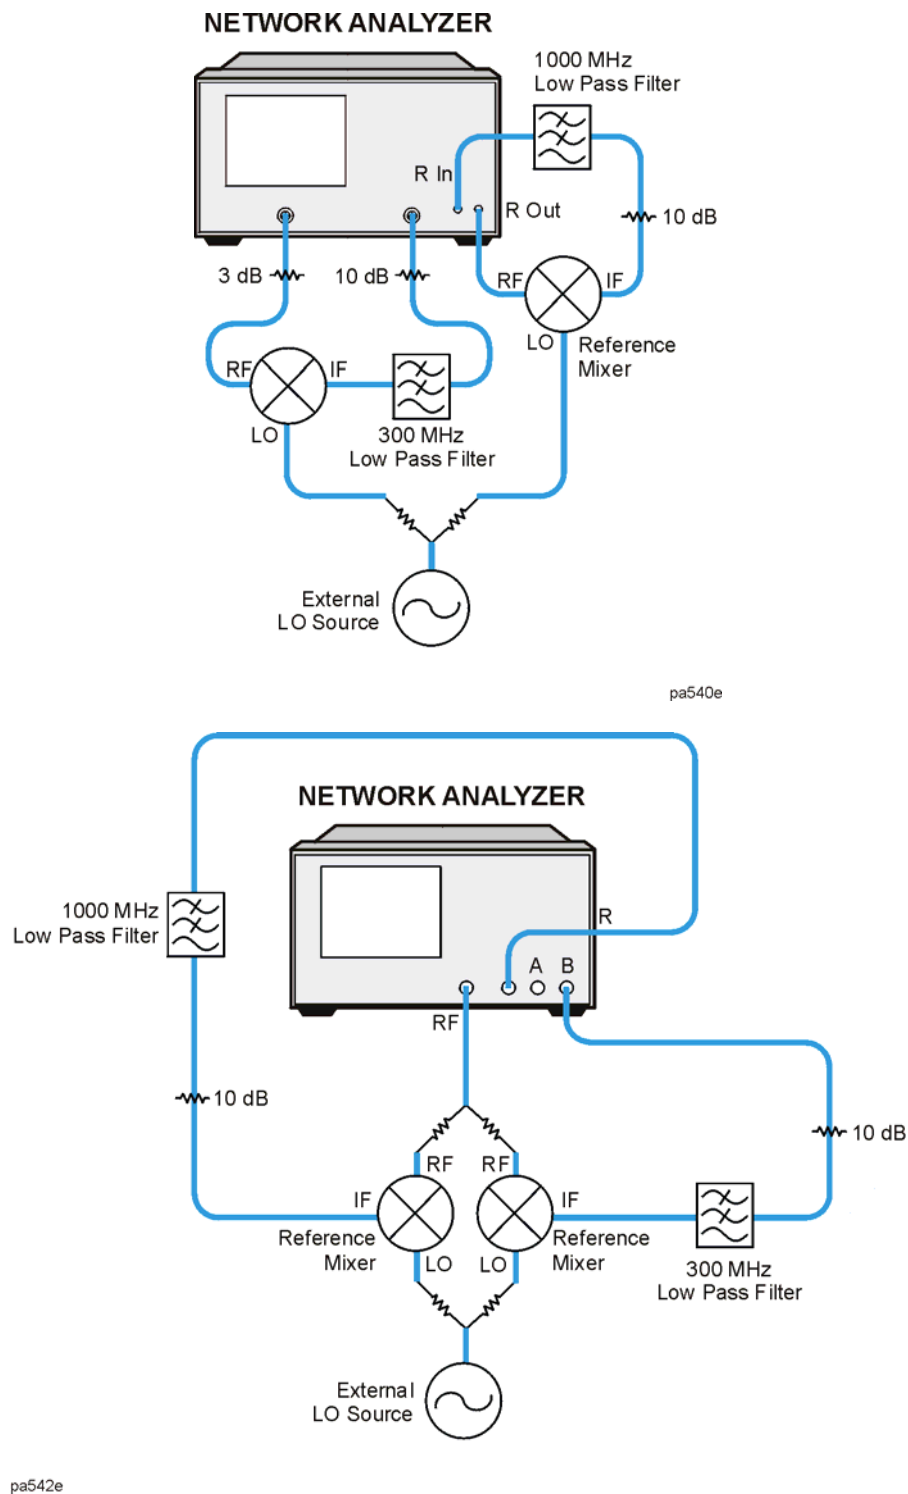 NETWORK ANALYZER
1000 MHz
Low Pass Filter
R In
R Out
10 dB
3 dB
10 dB
RF
IF
LO
Reference
Mixer
RF
IF
LO
300 MHz
Low Pass Filter
External
LO Source
pa540e
NETWORK ANALYZER
1000 MHz
Low Pass Filter
R
A
B
RF
10 dB
10 dB
RF
RF
IF
IF
Reference
Mixer
Reference
Mixer
LO
LO
300 MHz
Low Pass Filter
External
LO Source
pa542e